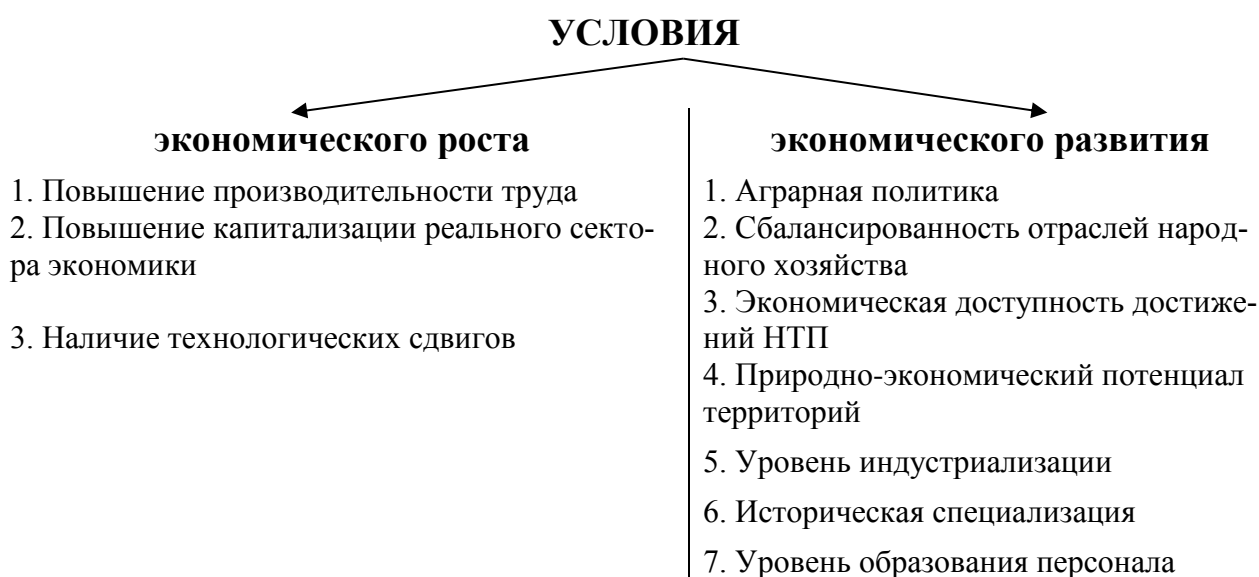 УСЛОВИЯ
экономического роста
1. Повышение производительности труда
2. Повышение капитализации реального секто-
ра экономики
3. Наличие технологических сдвигов
экономического развития
1. Аграрная политика
2. Сбалансированность отраслей народ-
ного хозяйства
3. Экономическая доступность достиже-
ний НТП
4. Природно-экономический потенциал
территорий
5. Уровень индустриализации
6. Историческая специализация
7. Уровень образования персонала